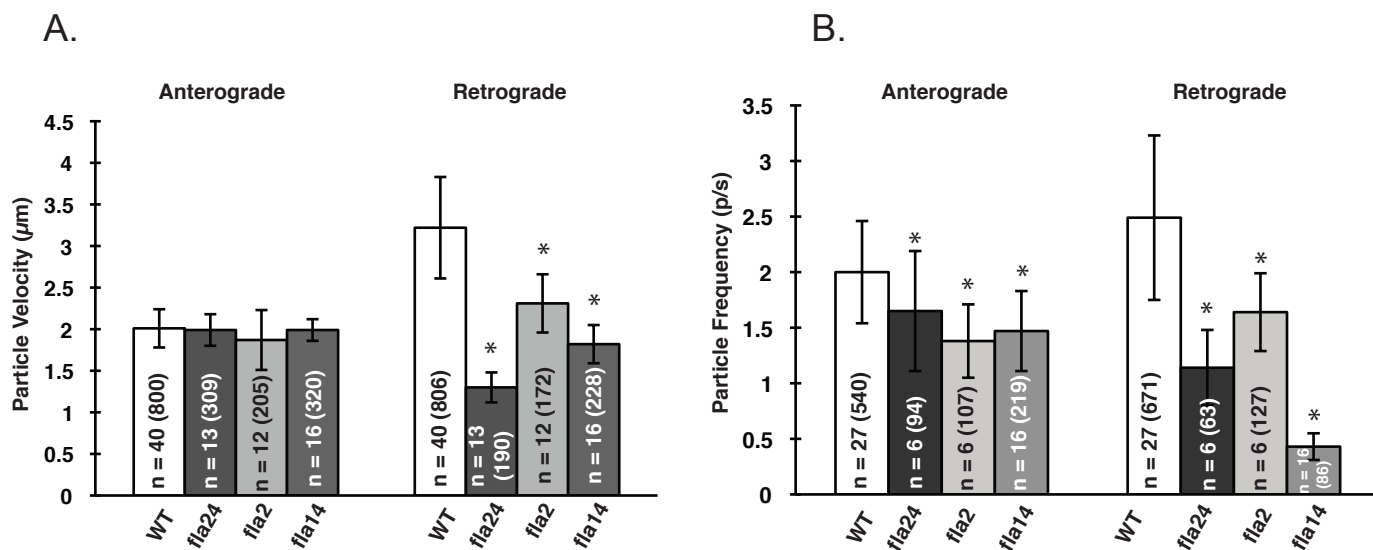 A.
Anterograde
Retrograde
Particle Velocity (µm)
4.5
4
3.5
3
2.5
2
1.5
1
0.5
0
n = 40 (800)
n = 13 (309)
n = 12 (205)
n = 16 (320)
n = 40 (806)
*
n = 13
(190)
*
n = 12 (172)
*
n = 16 (228)
WT
fla24
fla2
fla14
WT
fla24
fla2
fla14
B.
Anterograde
Retrograde
Particle Frequency (p/s)
3.5
3
2.5
2
1.5
1
0.5
0
n = 27 (540)
*
n = 6 (94)
*
n = 6 (107)
*
n = 16 (219)
n = 27 (671)
*
n = 6 (63)
*
n = 6 (127)
*
n = 16
(86)
WT
fla24
fla2
fla14
WT
fla24
fla2
fla14